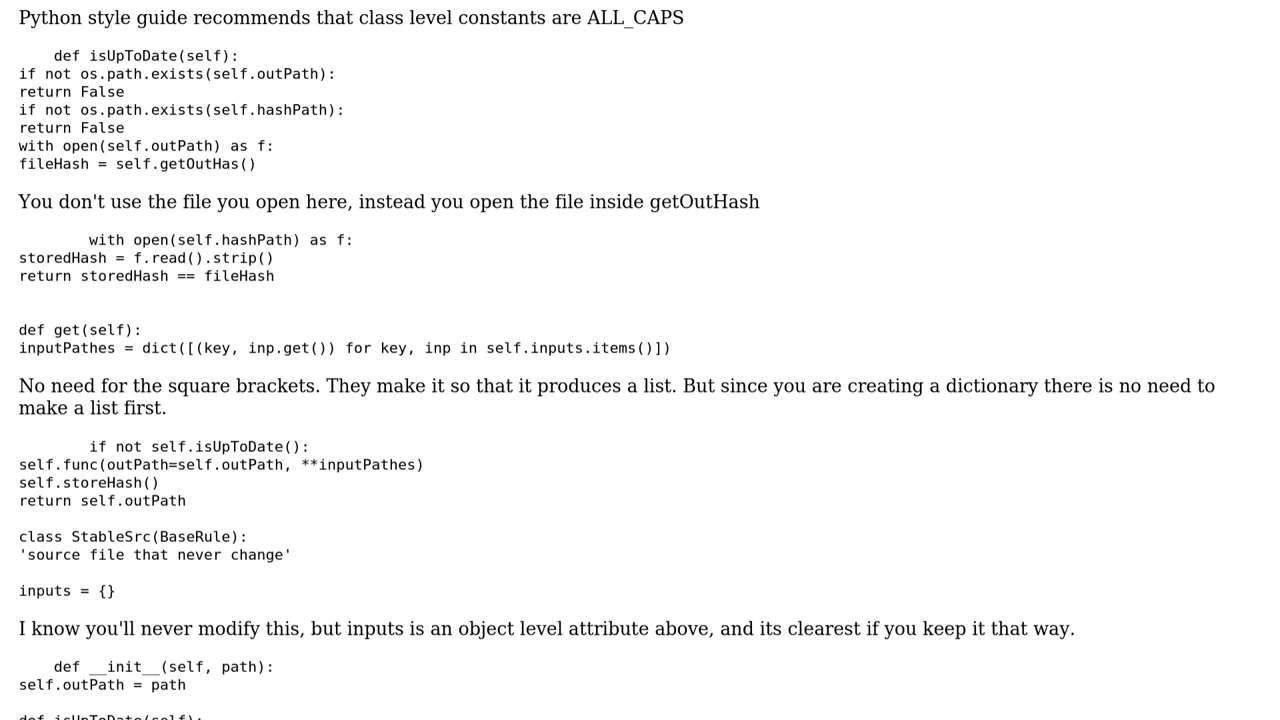 Python style guide recommends that class level constants are ALL_CAPS
    def isUpToDate(self):
if not os.path.exists(self.outPath):
return False
if not os.path.exists(self.hashPath):
return False
with open(self.outPath) as f:
fileHash = self.getOutHas()
You don't use the file you open here, instead you open the file inside getOutHash
        with open(self.hashPath) as f:
storedHash = f.read().strip()
return storedHash == fileHash
def get(self):
inputPathes = dict([(key, inp.get()) for key, inp in self.inputs.items()])
No need for the square brackets. They make it so that it produces a list. But since you are creating a dictionary there is no need to
make a list first.
        if not self.isUpToDate():
self.func(outPath=self.outPath, **inputPathes)
self.storeHash()
return self.outPath
class StableSrc(BaseRule):
'source file that never change'
inputs = {}
I know you'll never modify this, but inputs is an object level attribute above, and its clearest if you keep it that way.
    def __init__(self, path):
self.outPath = path
def isUpToDate(self):